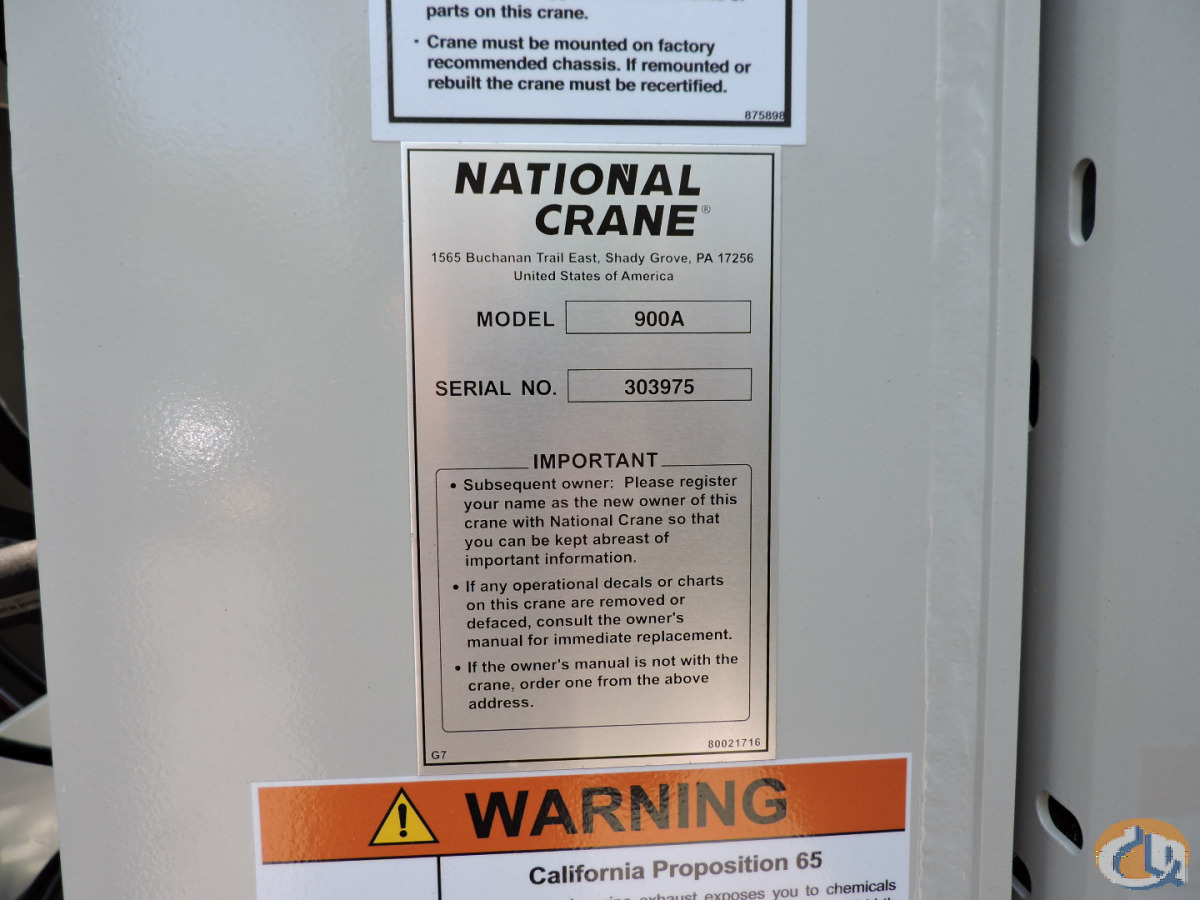 parts on this crane.
· Crane must be mounted on factory
recommended chassis. If remounted or
rebuilt the crane must be recertified.
875898
NATIONAL
CRANE®
1565 Buchanan Trail East, Shady Grove, PA 17256
United States of America
MODEL 900A
SERIAL NO. 303975
IMPORTANT
• Subsequent owner: Please register
your name as the new owner of this
crane with National Crane so that
you can be kept abreast of
important information.
• If any operational decals or charts
on this crane are removed or
defaced, consult the owner's
manual for immediate replacement.
• If the owner's manual is not with the
crane, order one from the above
address.
G7 80021716
WARNING
California Proposition 65
exhaust exposes you to chemicals